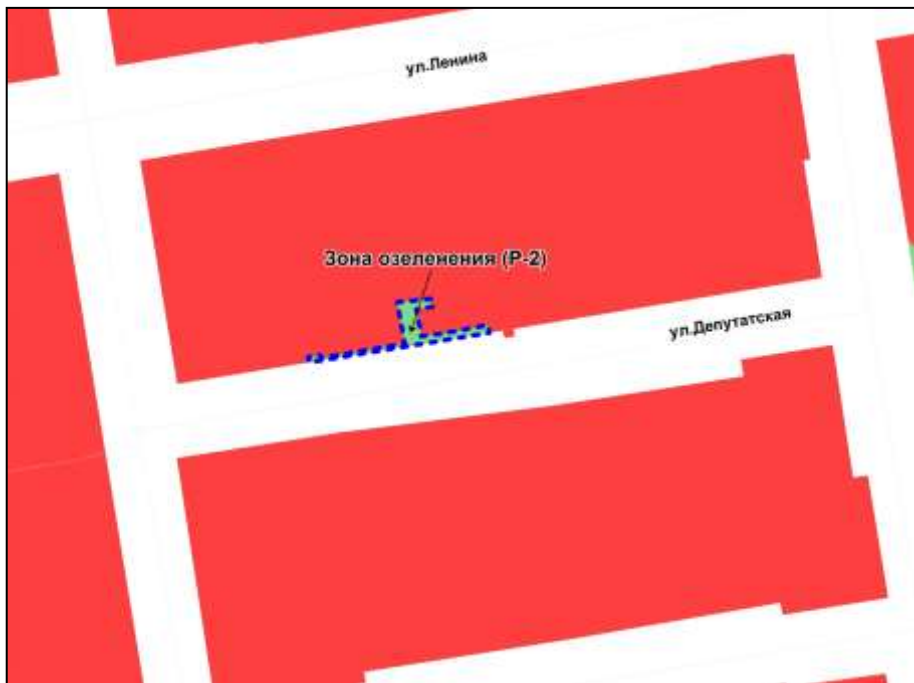 ул.Ленина
Зона озеленения (Р-2)
ул.Депутатская